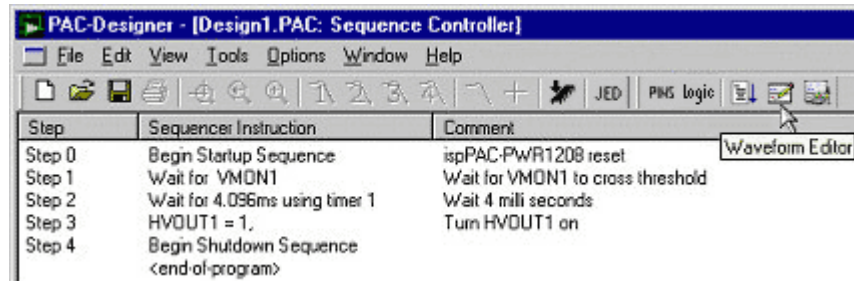 PAC-Designer - [Design1.PAC: Sequence Controller]
File Edit View Tools Options Window Help
JED PINS logic
Step Sequencer Instruction Comment
Waveform Editor
Step 0 Begin Startup Sequence ispPAC-PWR1208 reset
Step 1 Wait for VMON1 Wait for VMON1 to cross threshold
Step 2 Wait for 4.096ms using timer 1 Wait 4 milli seconds
Step 3 HVOUT1 = 1, Turn HVOUT1 on
Step 4 Begin Shutdown Sequence
<end-of-program>